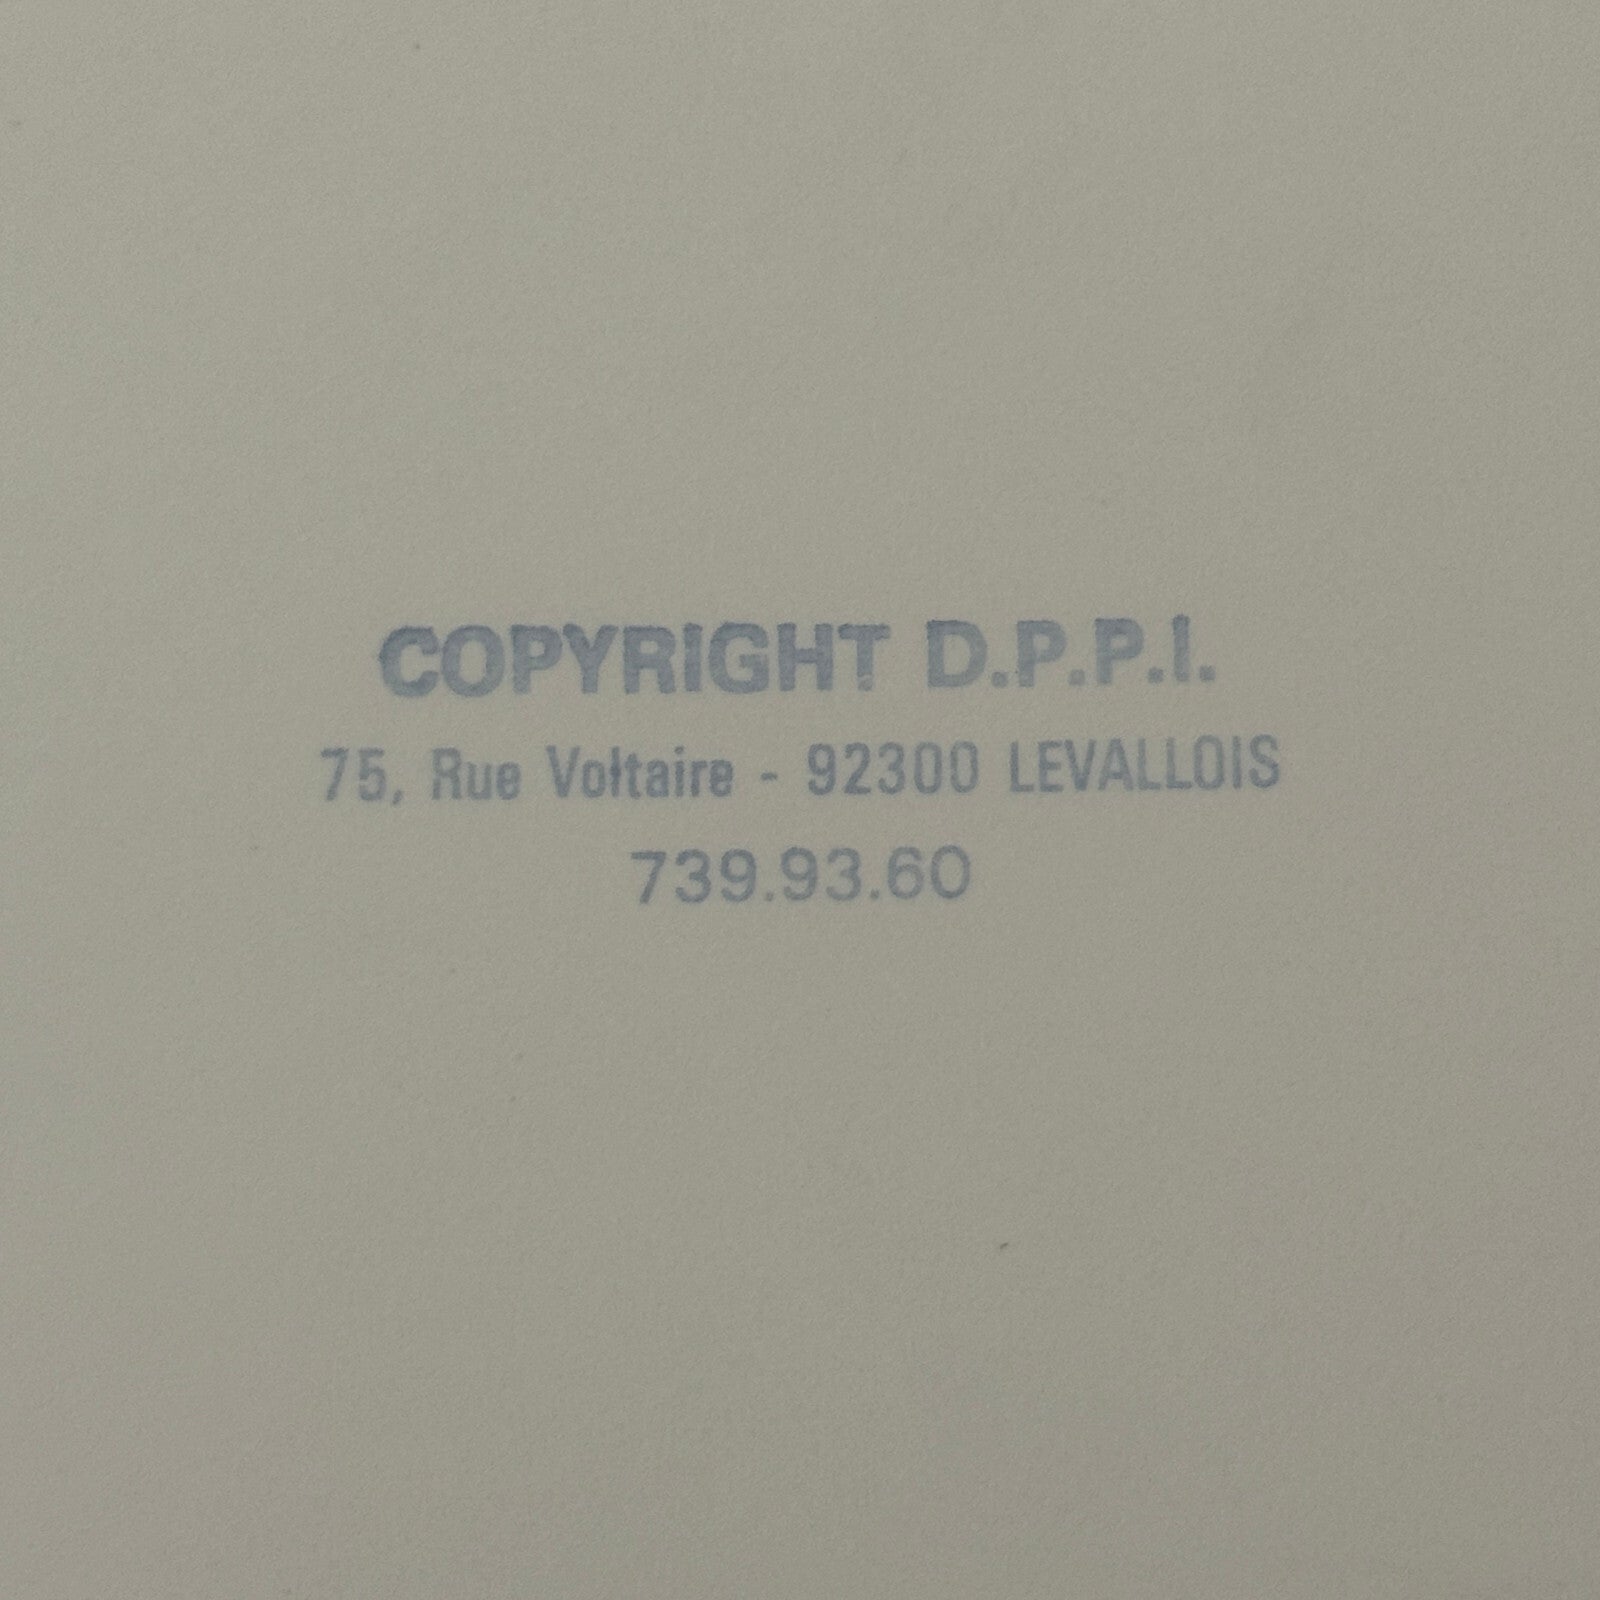 COPYRIGHT D.P.P.I.
75, Rue Voltaire - 92300 LEVALLOIS
739.93.60